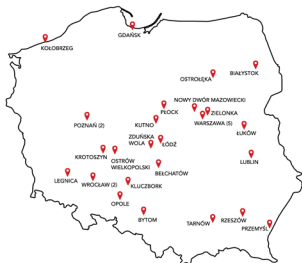 GDAŃSK
KOŁOBRZEG
BIAŁYSTOK
OSTROŁĘKA
NOWY DWÓR MAZOWIECKI
PŁOCK
ZIELONKA
POZNAŃ (2)
KUTNO
WARSZAWA (5)
ŁUKÓW
ZDUŃSKA
WOLA
ŁÓDŹ
KROTOSZYN
OSTRÓW
WIELKOPOLSKI
LUBLIN
BEŁCHATÓW
LEGNICA
WROCŁAW (2)
KLUCZBORK
OPOLE
BYTOM
TARNÓW
RZESZÓW
PRZEMYŚL